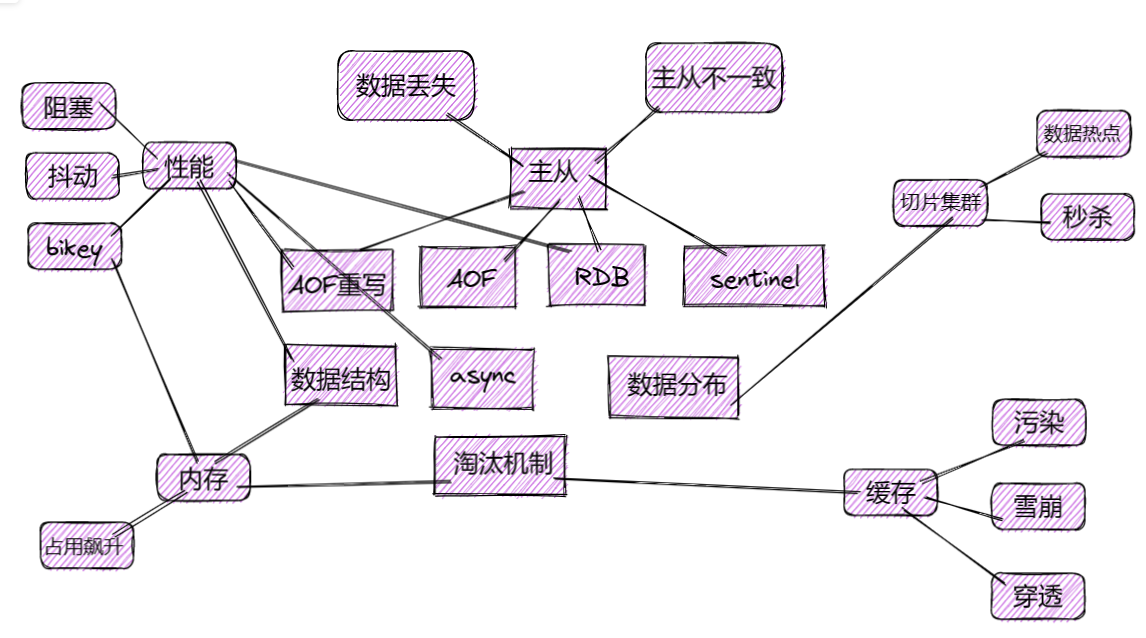 数据丢失
主从不一致
阻塞
数据热点
性能
主从
抖动
切片集群
秒杀
bikey
AOF重写
AOF
RDB
sentinel
数据结构
async
数据分布
污染
淘汰机制
内存
缓存
雪崩
占用飙升
穿透